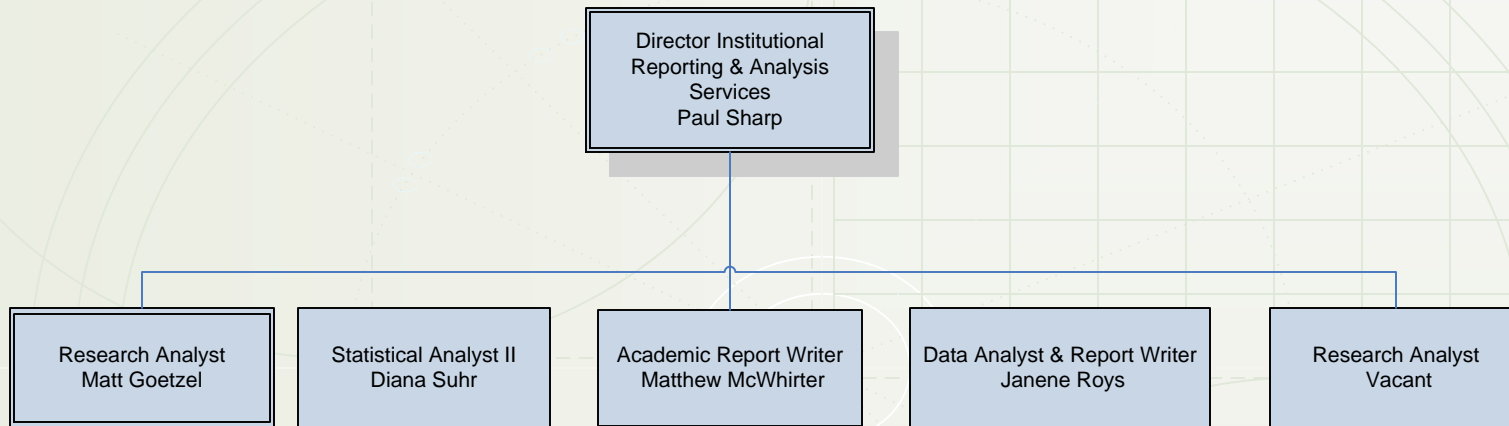 Director Institutional
Reporting & Analysis
Services
Paul Sharp
Research Analyst
Matt Goetzel
Statistical Analyst II
Diana Suhr
Academic Report Writer
Matthew McWhirter
Data Analyst & Report Writer
Janene Roys
Research Analyst
Vacant